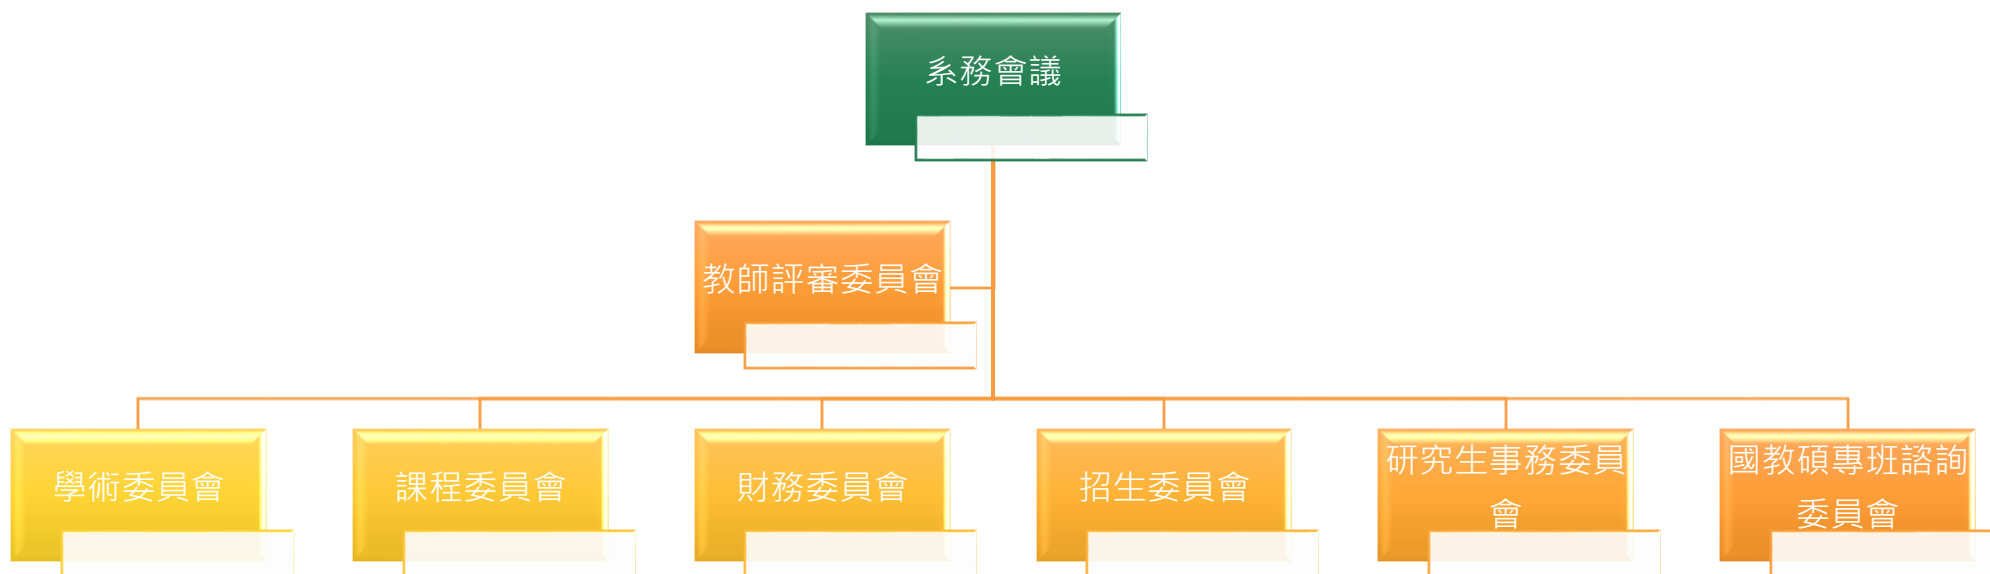 系務會議
教師評審委員會
學術委員會
課程委員會
財務委員會
招生委員會
研究生事務委員
會
國教碩專班諮詢
委員會